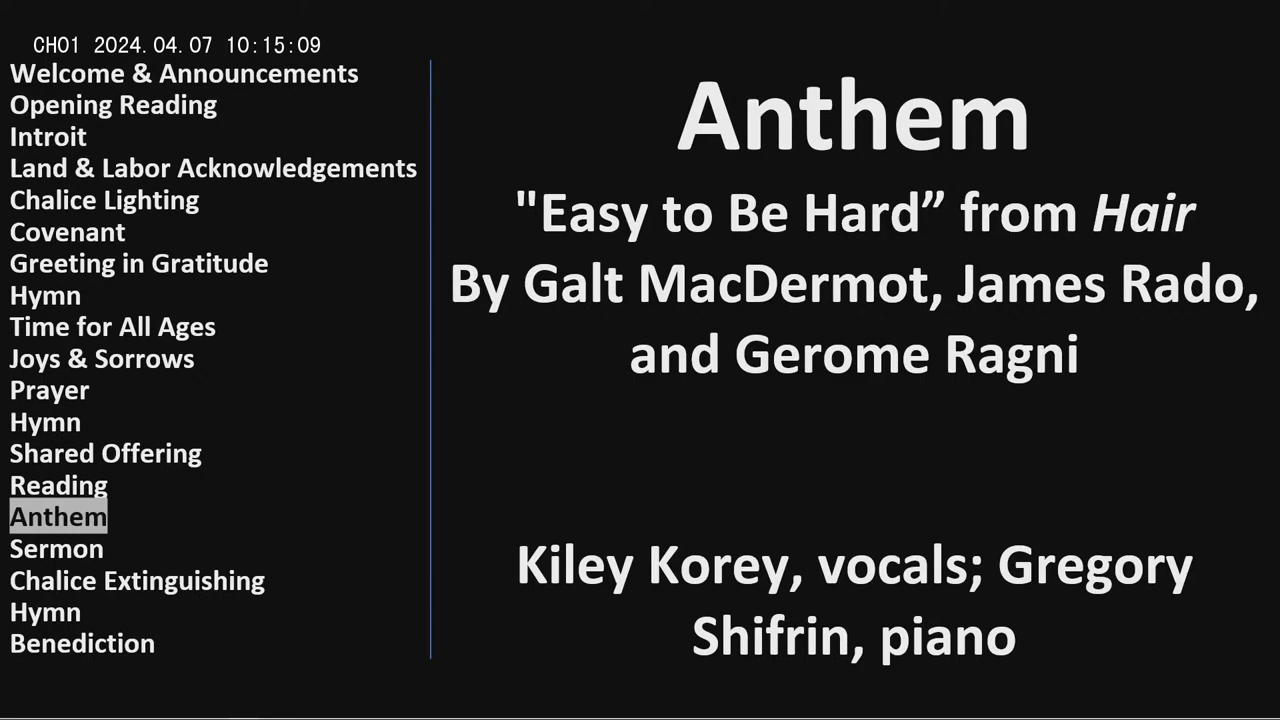 CH01 2024.04.07 10:15:09
Welcome & Announcements
Opening Reading
Introit
Land & Labor Acknowledgements
Chalice Lighting
Covenant
Greeting in Gratitude
Hymn
Time for All Ages
Joys & Sorrows
Prayer
Hymn
Shared Offering
Reading
Anthem
Sermon
Chalice Extinguishing
Hymn
Benediction
Anthem
"Easy to Be Hard” from Hair
By Galt MacDermot, James Rado,
and Gerome Ragni
Kiley Korey, vocals; Gregory
Shifrin, piano